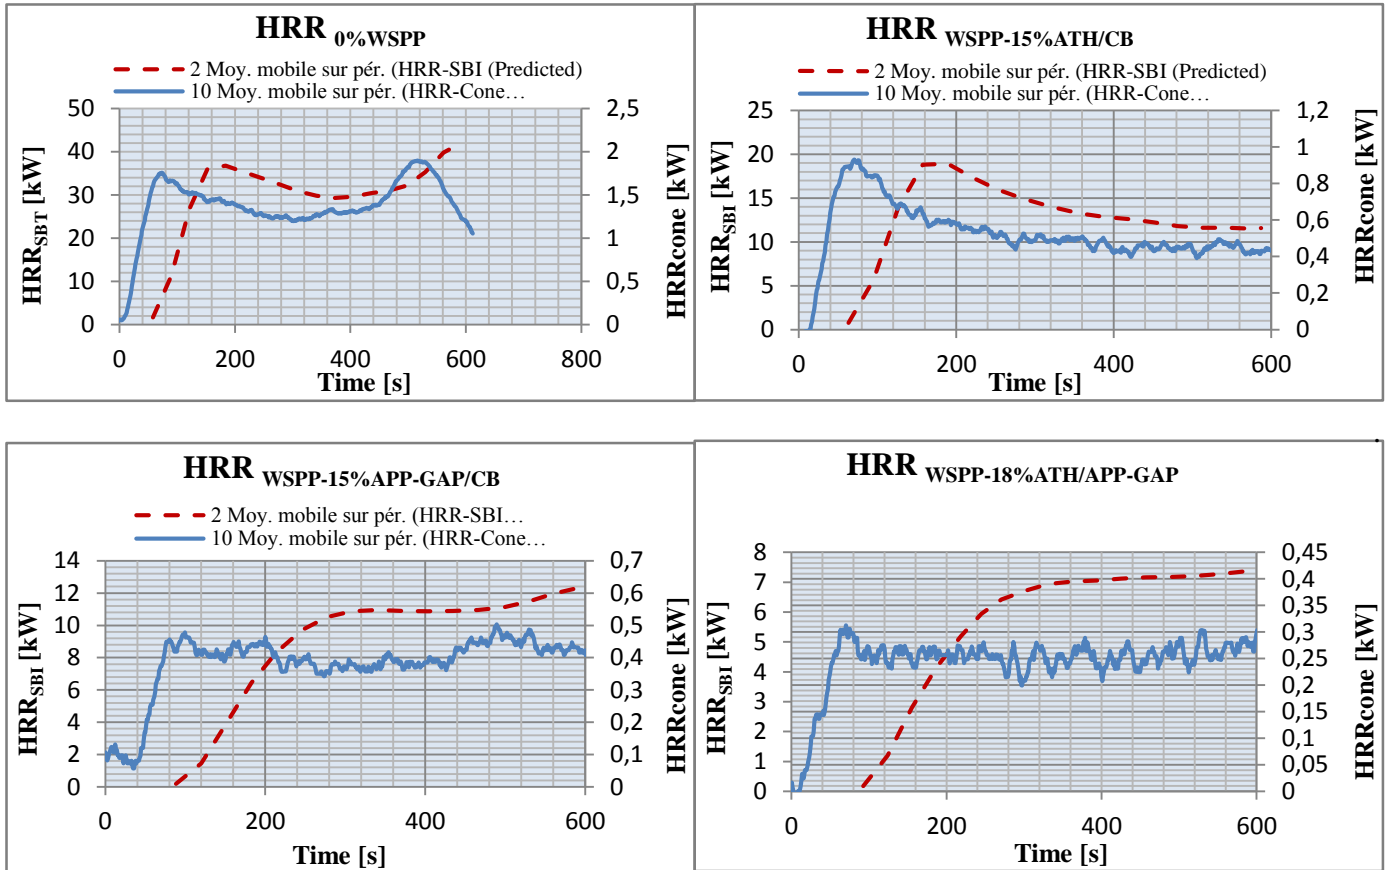 HRR 0%WSPP
2 Moy. mobile sur pér. (HRR-SBI (Predicted)
10 Moy. mobile sur pér. (HRR-Cone…
50
40
30
20
10
0
2,5
2
1,5
1
0,5
0
HRRSBT [kW]
HRRcone [kW]
0 200 400 600 800
Time [s]
HRR WSPP-15%ATH/CB
2 Moy. mobile sur pér. (HRR-SBI (Predicted)
10 Moy. mobile sur pér. (HRR-Cone…
25
20
15
10
5
0
1,2
1
0,8
0,6
0,4
0,2
0
HRRSBI [kW]
HRRcone [kW]
0 200 400 600
Time [s]
HRR WSPP-15%APP-GAP/CB
2 Moy. mobile sur pér. (HRR-SBI…
10 Moy. mobile sur pér. (HRR-Cone…
14
12
10
8
6
4
2
0
0,7
0,6
0,5
0,4
0,3
0,2
0,1
0
HRRSBI [kW]
HRRcone [kW]
0 200 400 600
Time [s]
HRR WSPP-18%ATH/APP-GAP
8
7
6
5
4
3
2
1
0
0,45
0,4
0,35
0,3
0,25
0,2
0,15
0,1
0,05
0
HRRSBI [kW]
HRRcone [kW]
0 200 400 600
Time [s]